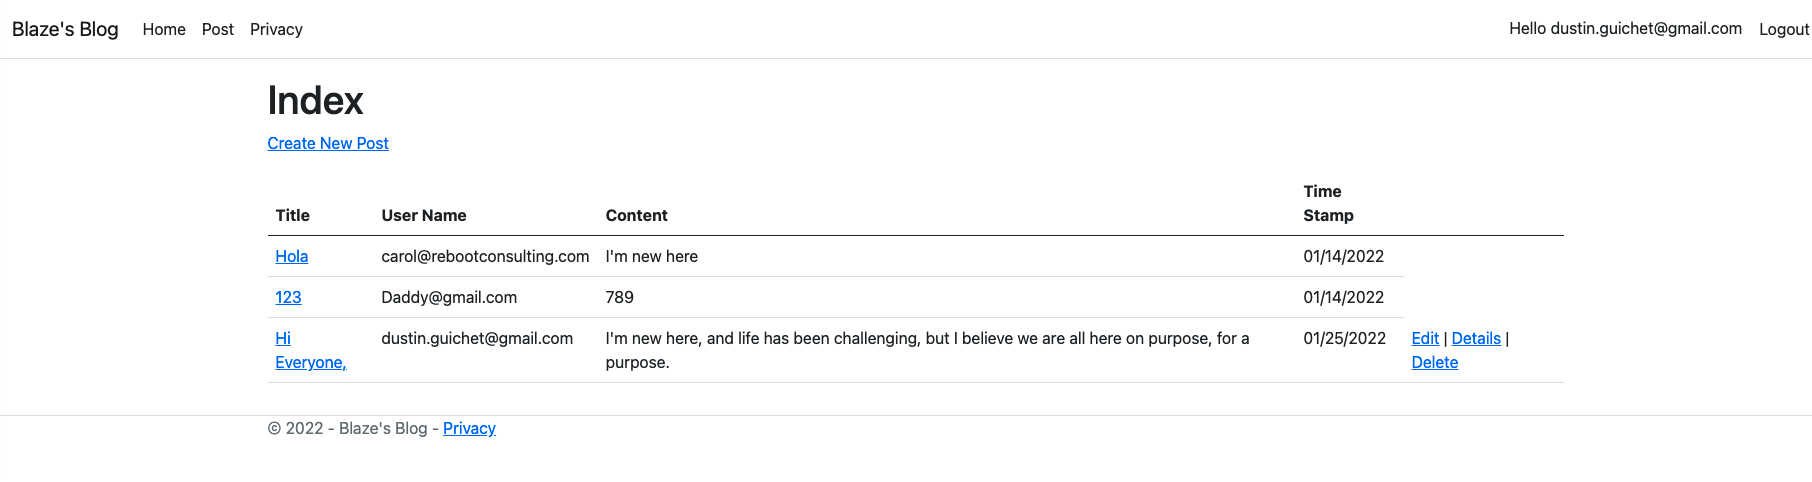 Blaze's Blog Home Post Privacy Hello dustin.guichet@gmail.com Logout
Index
Create New Post
Title User Name Content Time Stamp
Hola carol@rebootconsulting.com I'm new here 01/14/2022
123 Daddy@gmail.com 789 01/14/2022
Hi dustin.guichet@gmail.com I'm new here, and life has been challenging, but I believe we are all here on purpose, for a 01/25/2022 Edit | Details |
Everyone, purpose. Delete
© 2022 - Blaze's Blog - Privacy